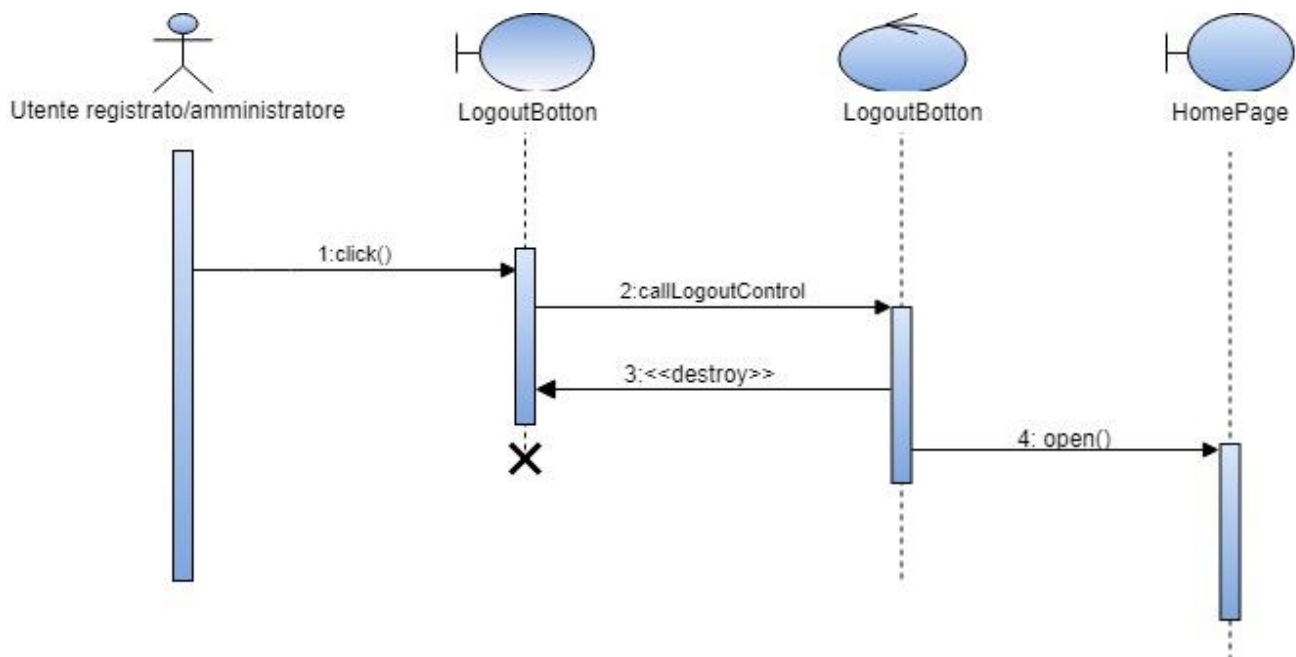 Utente registrato/amministratore
LogoutBotton
LogoutBotton
HomePage
1:click()
2:callLogoutControl
3:<<destroy>>
4: open()